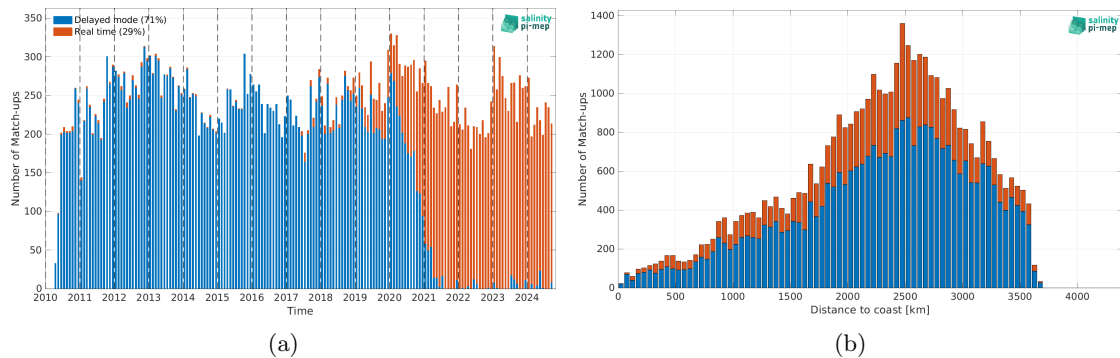 350
300
250
200
150
100
50
0
Number of Match-ups
Delayed mode (71%)
Real time (29%)
salinity
pi-mep
2010 2011 2012 2013 2014 2015 2016 2017 2018 2019 2020 2021 2022 2023 2024
Time
(a)
1400
1200
1000
800
600
400
200
0
Number of Match-ups
salinity
pi-mep
0 500 1000 1500 2000 2500 3000 3500 4000
Distance to coast [km]
(b)